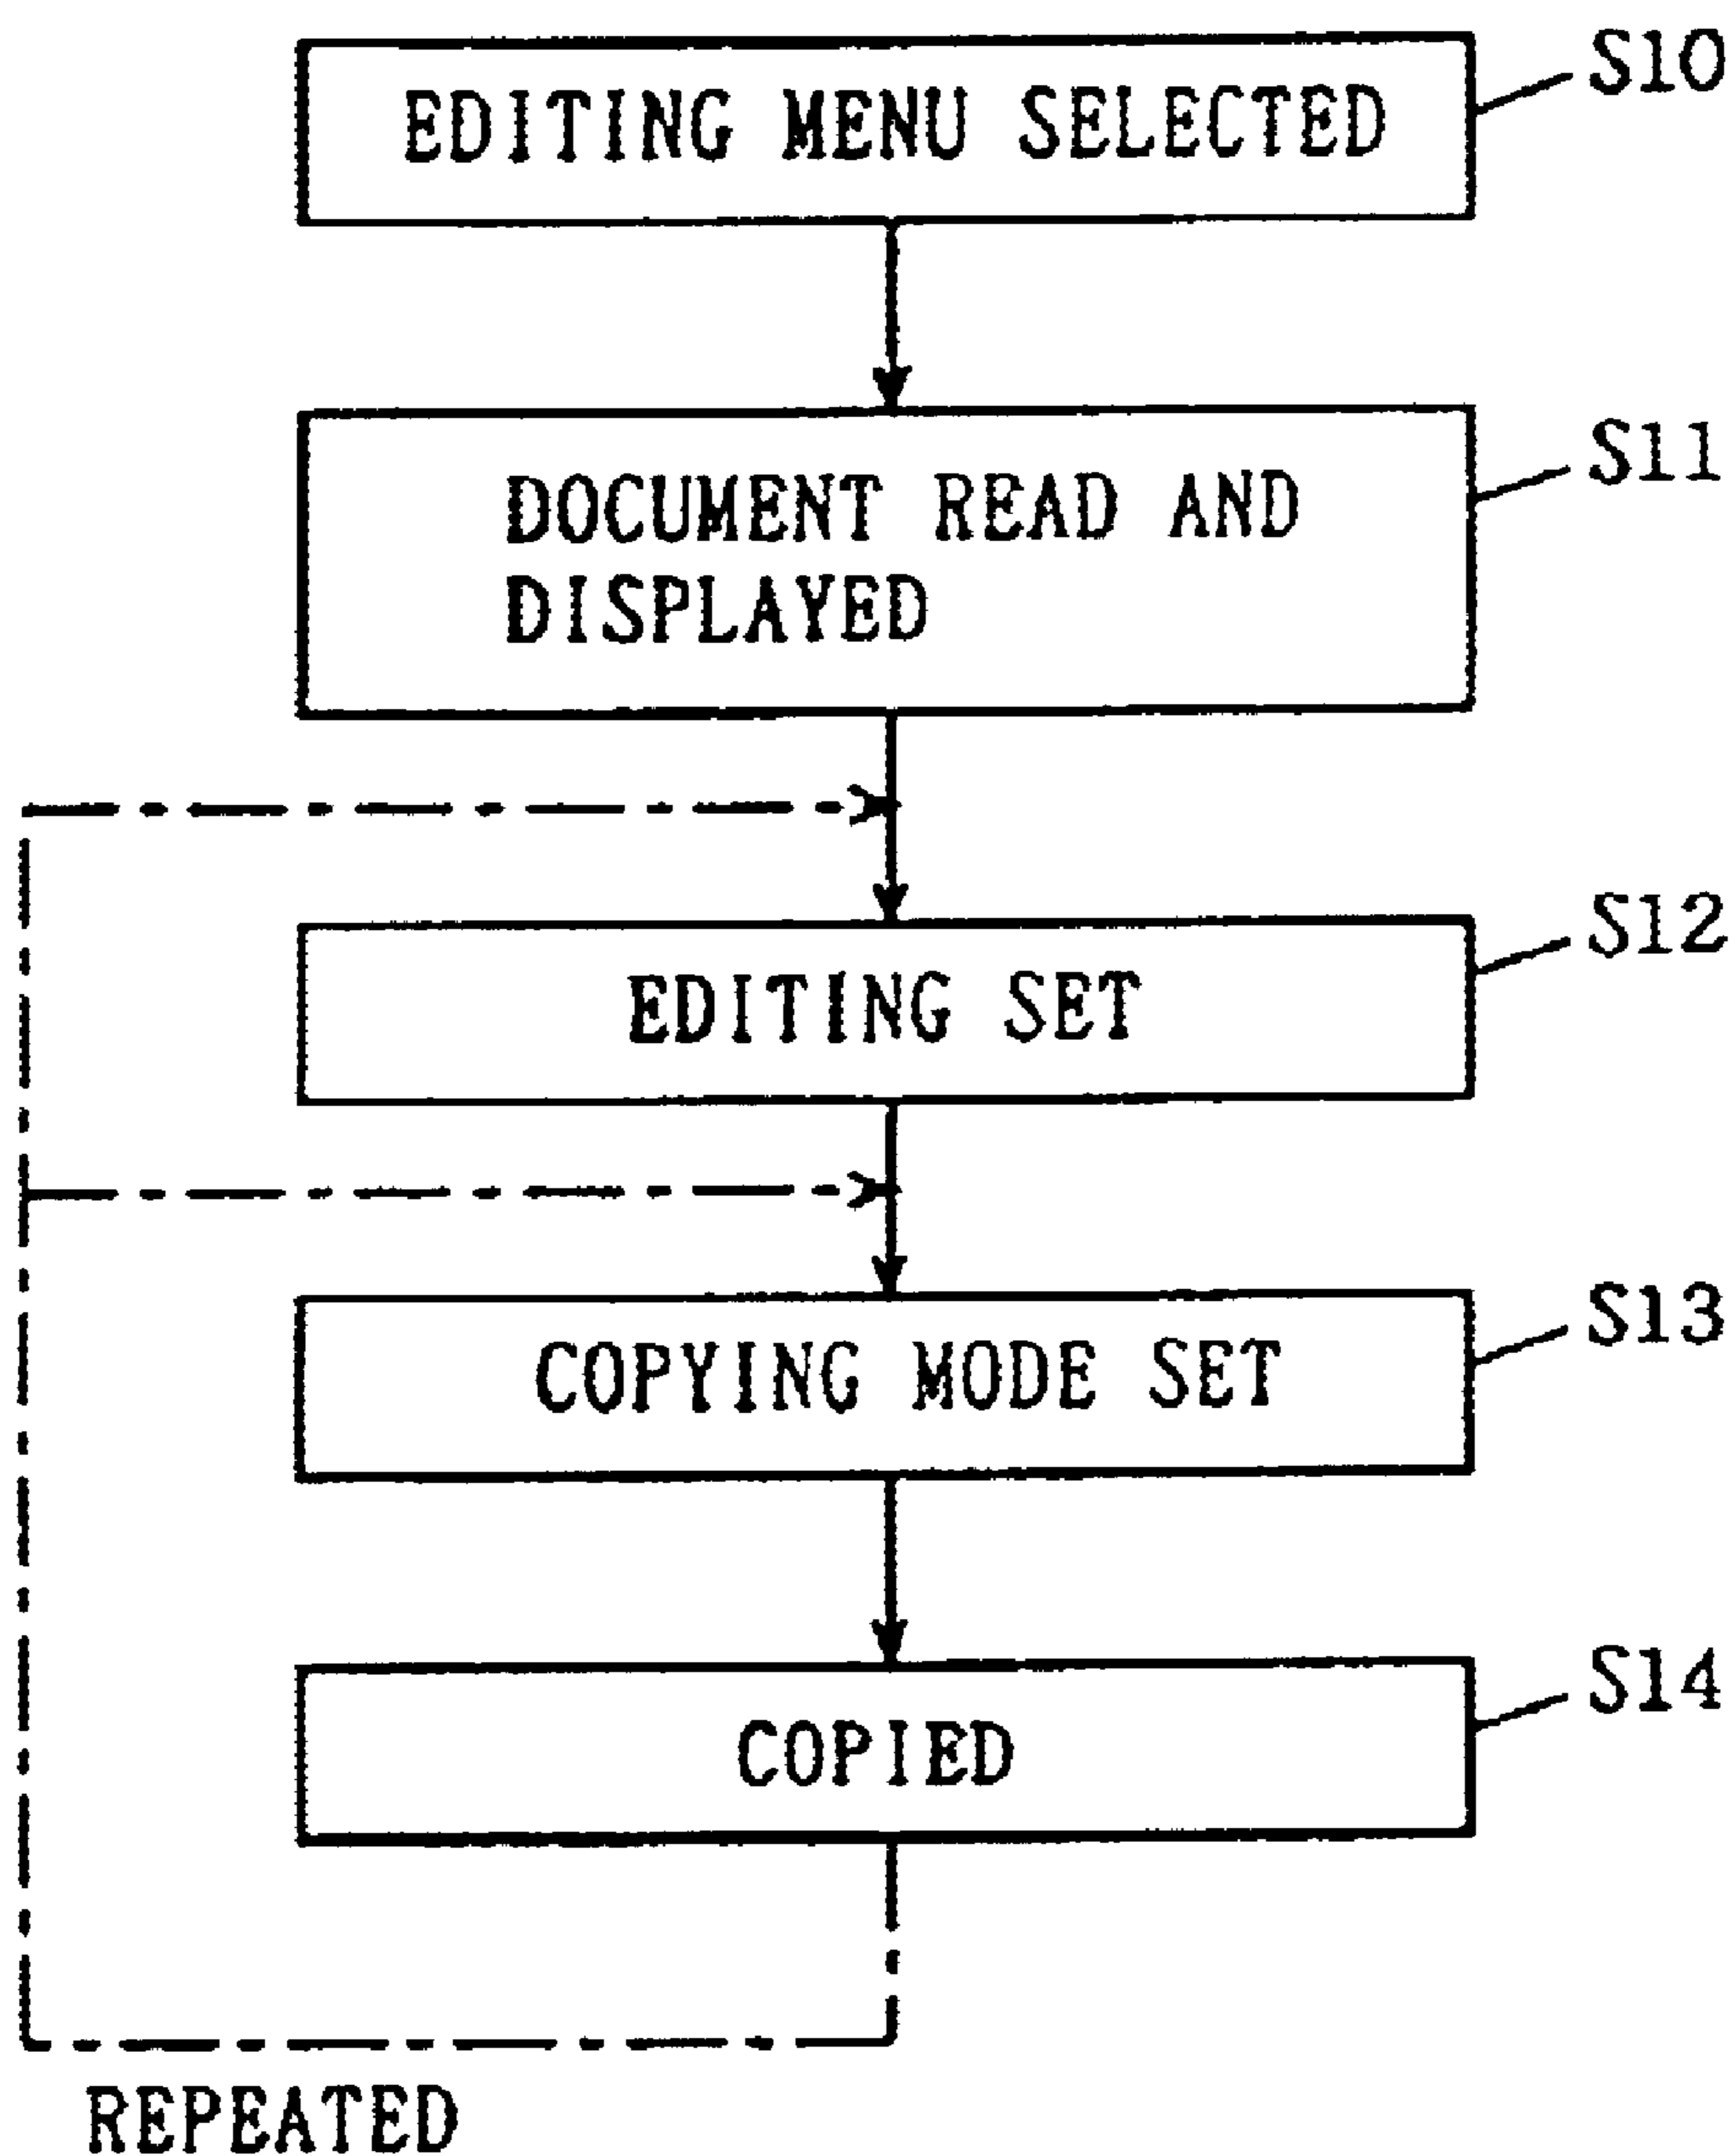 EDITING MENU SELECTED
S10
DOCUMENT READ AND
DISPLAYED
S11
EDITING SET
S12
COPYING MODE SET
S13
COPIED
S14
REPEATED